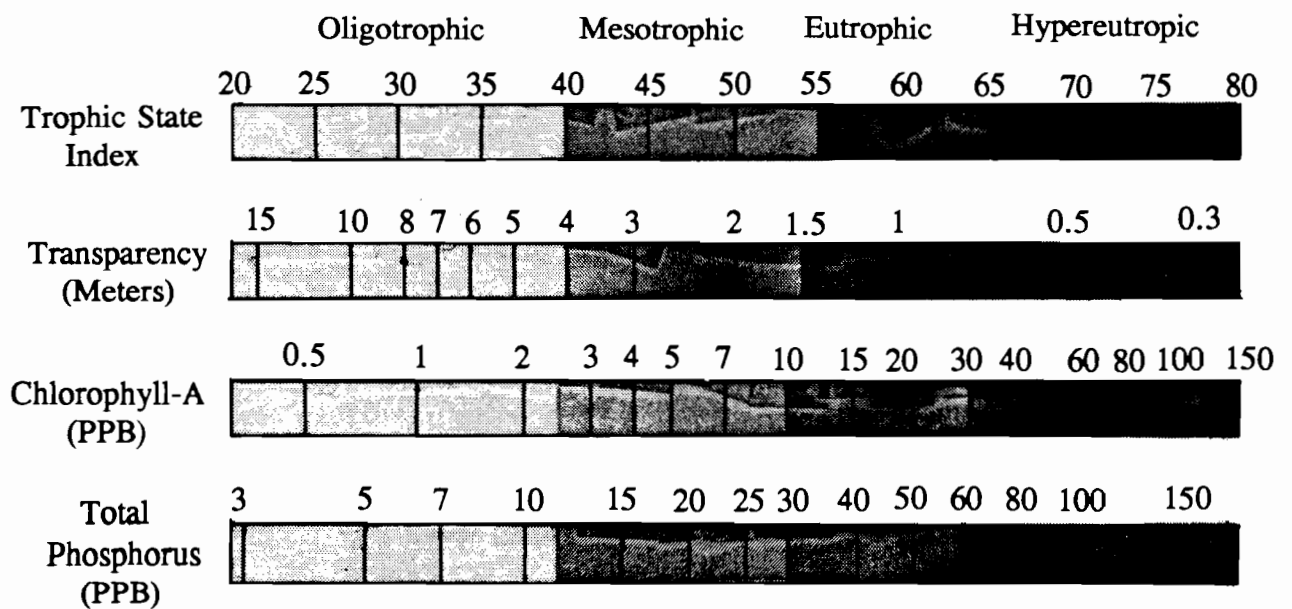 Oligotrophic Mesotrophic Eutrophic Hypereutropic
20 25 30 35 40 45 50 55 60 65 70 75 80
Trophic State
Index
15 10 8 7 6 5 4 3 2 1.5 1 0.5 0.3
Transparency
(Meters)
0.5 1 2 3 4 5 7 10 15 20 30 40 60 80 100 150
Chlorophyll-A
(PPB)
3 5 7 10 15 20 25 30 40 50 60 80 100 150
Total
Phosphorus
(PPB)